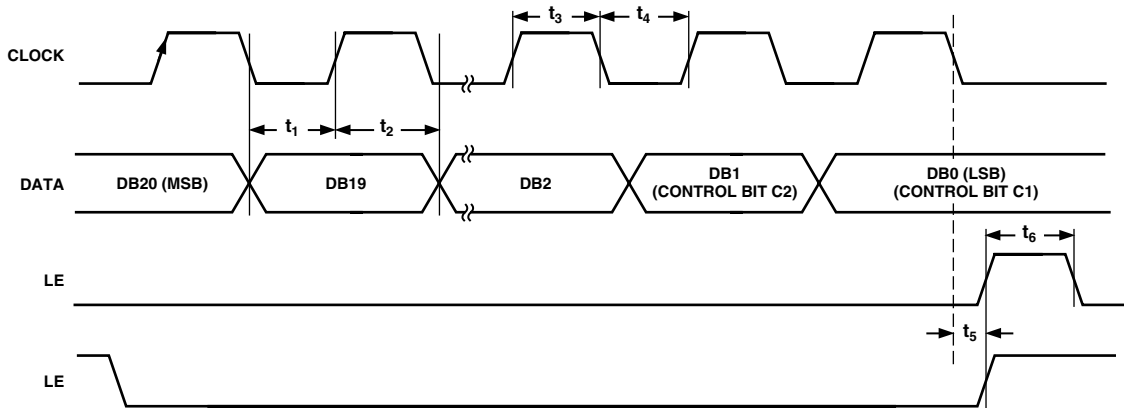 t3 t4
CLOCK
t1 t2
DATA
DB20 (MSB) DB19 DB2 DB1 (CONTROL BIT C2) DB0 (LSB) (CONTROL BIT C1)
t6
LE
t5
LE